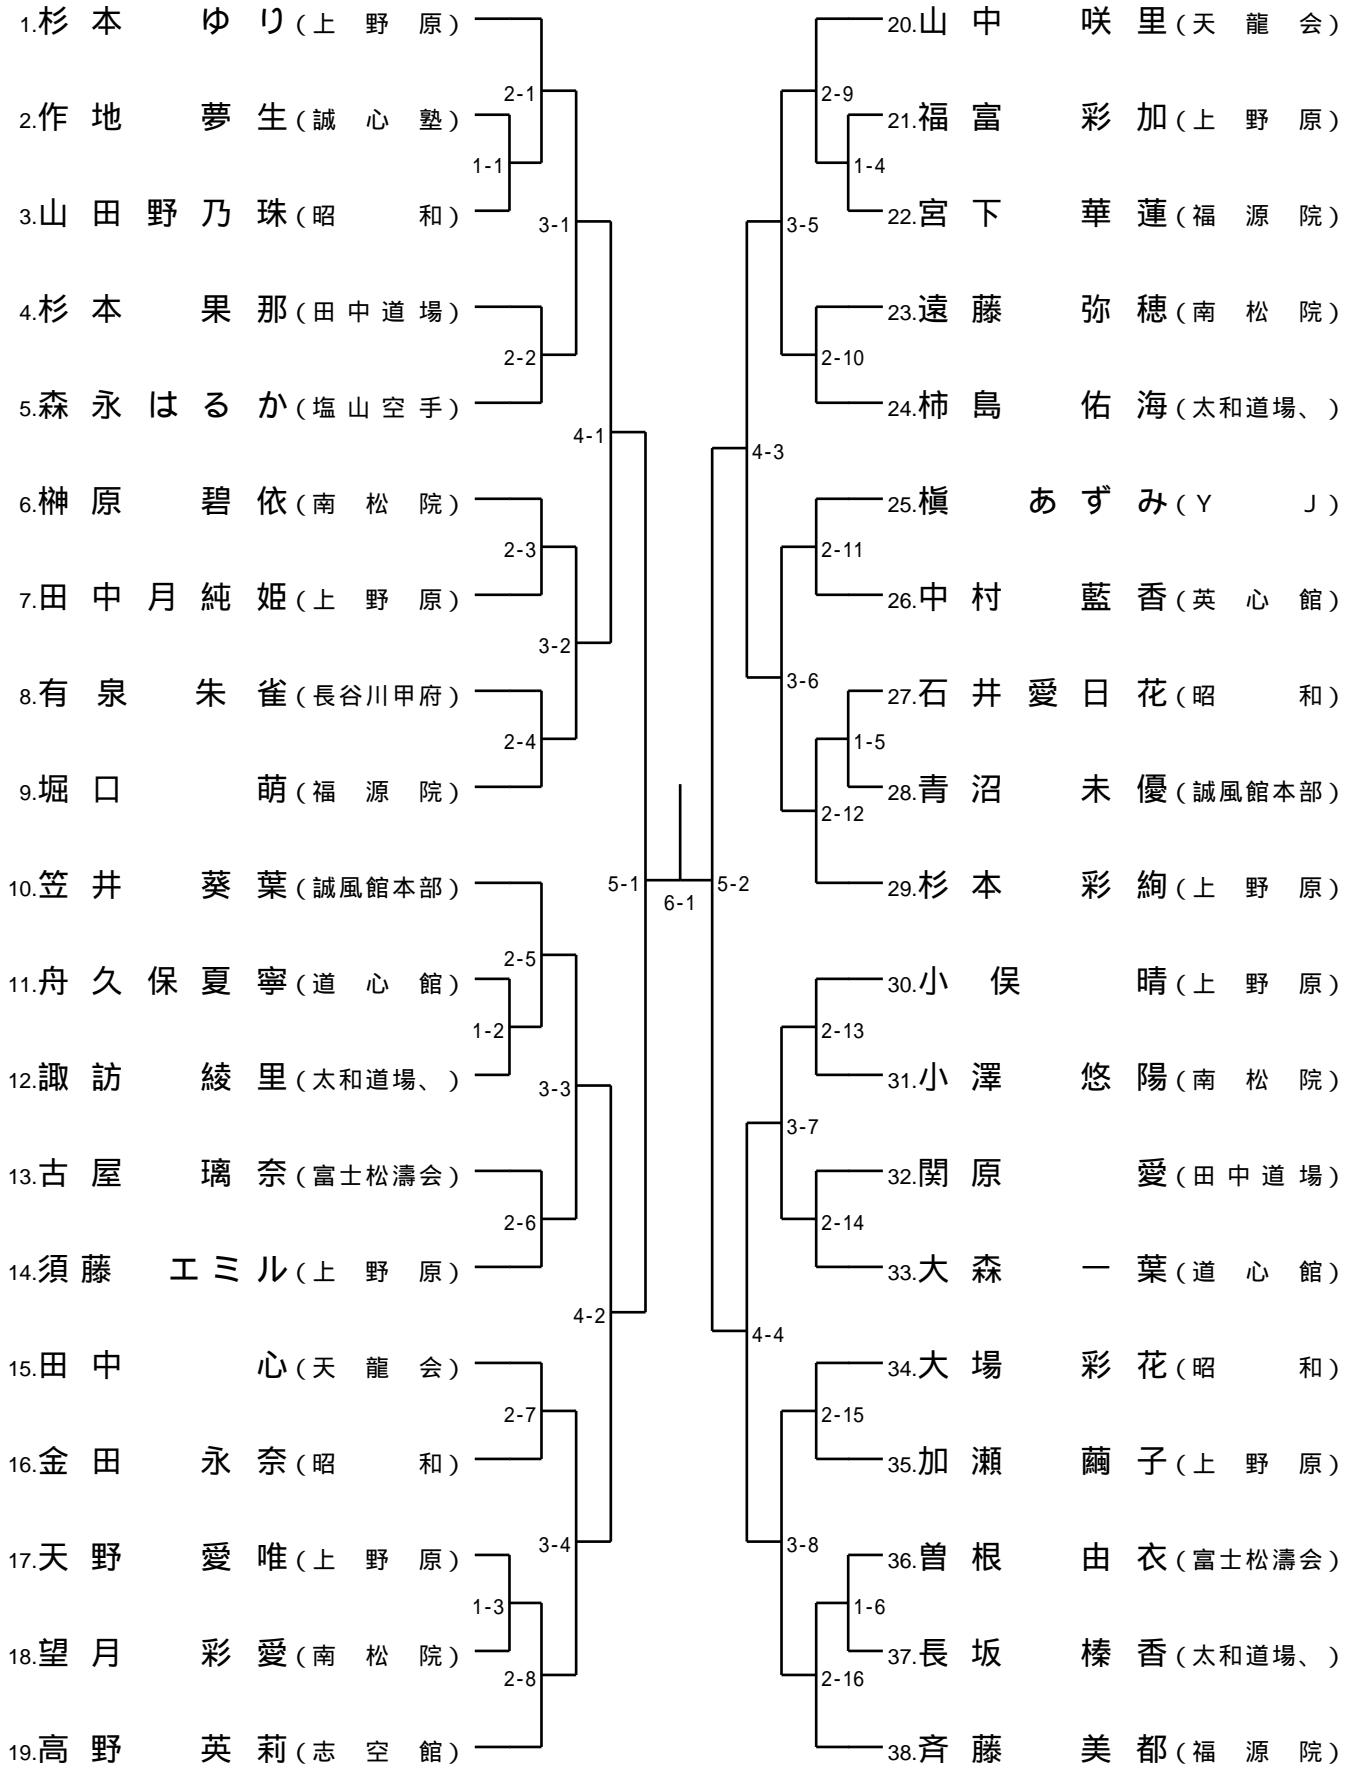 1.杉本 ゆり(上野原)
2-1
2.作地 夢生(誠心塾)
1-1
3.山田野乃珠(昭和)
3-1
4.杉本 果那(田中道場)
2-2
5.森永はるか(塩山空手)
4-1
6.榊原 碧依(南松院)
2-3
7.田中月純姫(上野原)
3-2
8.有泉 朱雀(長谷川甲府)
2-4
9.堀口 萌(福源院)
10.笠井 葵葉(誠風館本部)
5-1
2-5
11.舟久保夏寧(道心館)
1-2
12.諏訪 綾里(太和道場、)
3-3
13.古屋 璃奈(富士松濤会)
2-6
14.須藤 エミル(上野原)
4-2
15.田中 心(天龍会)
2-7
16.金田 永奈(昭和)
3-4
17.天野 愛唯(上野原)
1-3
18.望月 彩愛(南松院)
2-8
19.高野 英莉(志空館)
6-1
20.山中 咲里(天龍会)
2-9
21.福富 彩加(上野原)
1-4
22.宮下 華蓮(福源院)
3-5
23.遠藤 弥穂(南松院)
2-10
24.柿島 佑海(太和道場、)
4-3
25.槇 あずみ(YJ)
2-11
26.中村 藍香(英心館)
3-6
27.石井愛日花(昭和)
1-5
28.青沼 未優(誠風館本部)
2-12
5-2
29.杉本 彩絢(上野原)
30.小俣 晴(上野原)
2-13
31.小澤 悠陽(南松院)
3-7
32.関原 愛(田中道場)
2-14
33.大森 一葉(道心館)
4-4
34.大場 彩花(昭和)
2-15
35.加瀬 繭子(上野原)
3-8
36.曽根 由衣(富士松濤会)
1-6
37.長坂 榛香(太和道場、)
2-16
38.斉藤 美都(福源院)